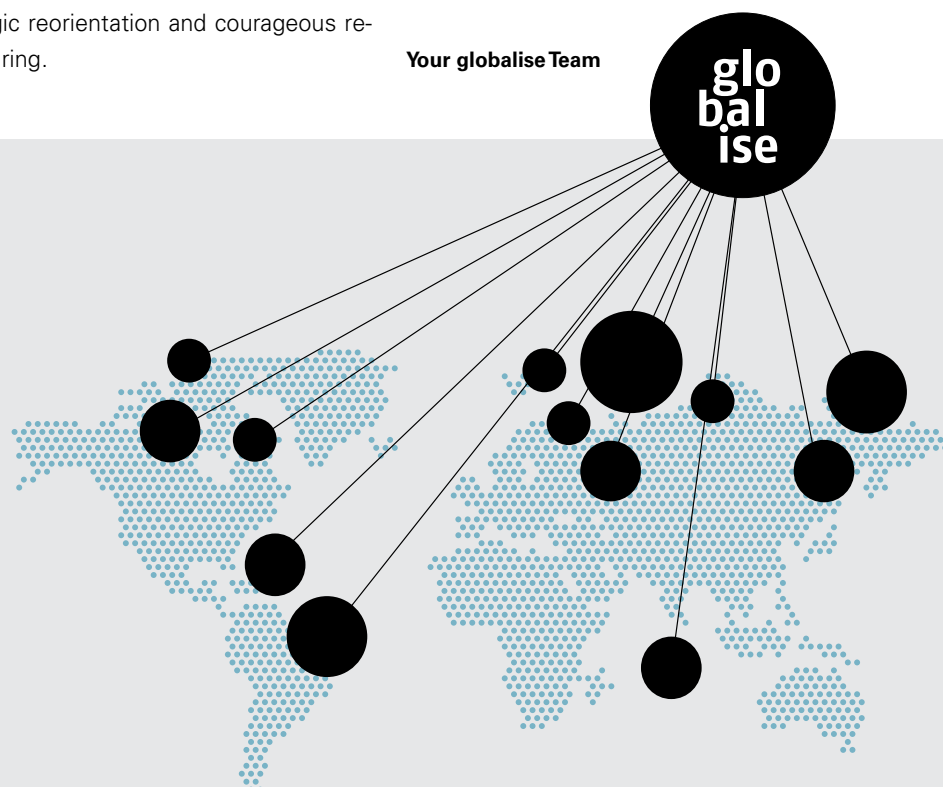 gic reorientation and courageous re-
ring.
Your globalise Team
glo
bal
ise